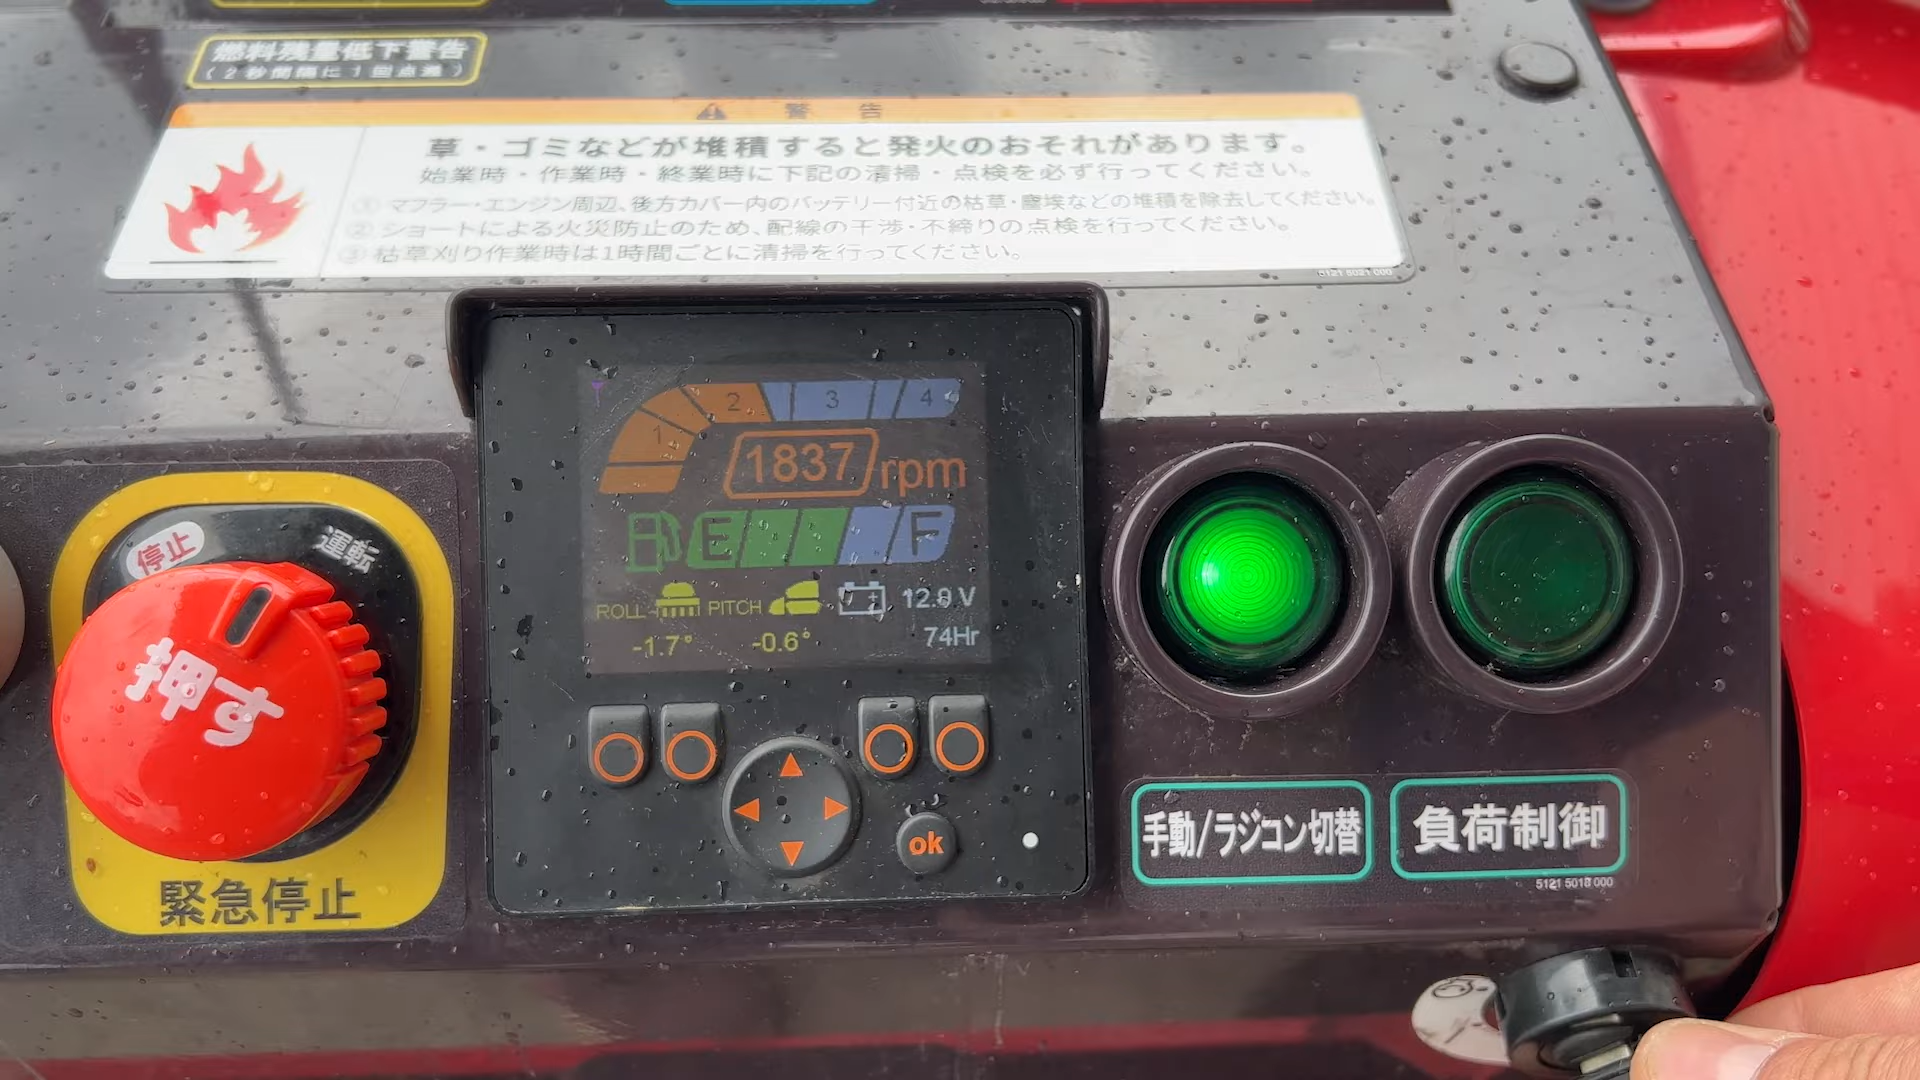 燃料残量低下警告
(2秒間隔に1回点滅)
警告
草・ゴミなどが堆積すると発火のおそれがあります。
始業時・作業時・終業時に下記の清掃・点検を必ず行ってください。
① マフラー・エンジン周辺、後方カバー内のバッテリー付近の枯草・塵埃などの堆積を除去してください。
② ショートによる火災防止のため、配線の干渉・不締りの点検を行ってください。
③ 枯草刈り作業時は1時間ごとに清掃を行ってください。
5121 5021 000
1 2 3 4
1837 rpm
E F
ROLL PITCH 12.8 V
-1.7° -0.6° 74Hr
停止 運転
押す
緊急停止
ok
手動/ラジコン切替
負荷制御
5121 5018 000